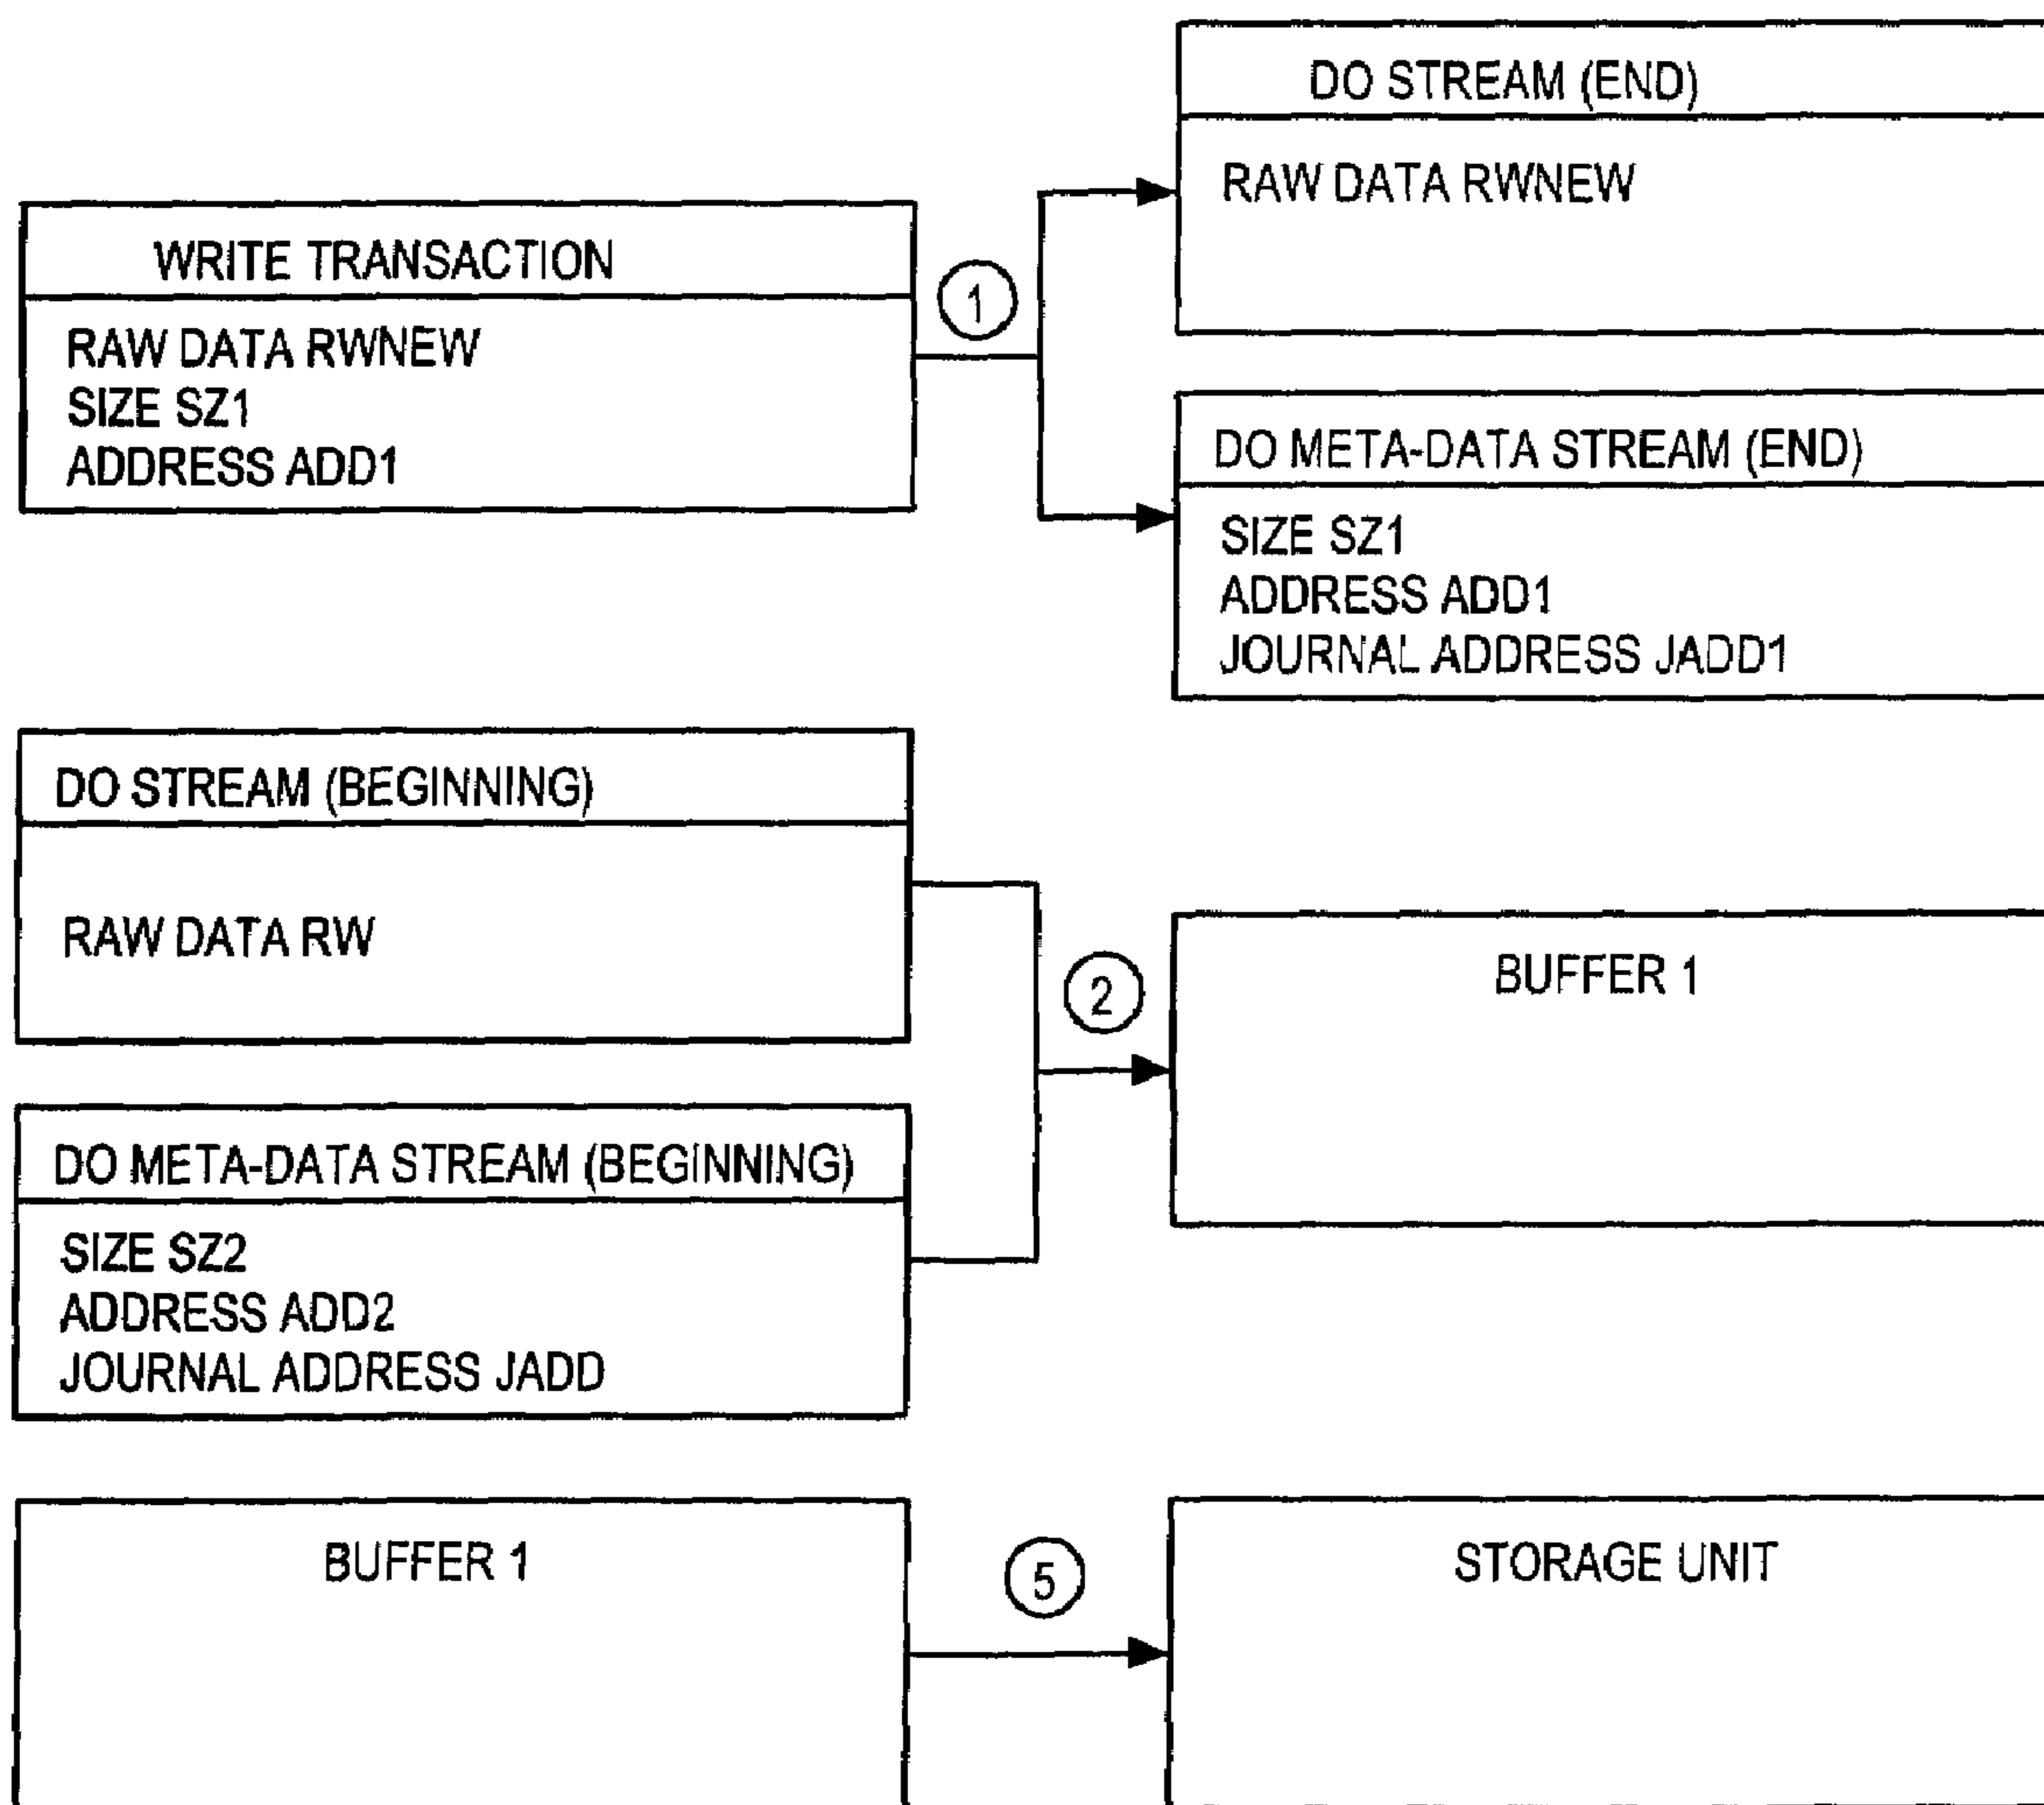 DO STREAM (END)
RAW DATA RWNEW
WRITE TRANSACTION
RAW DATA RWNEW
SIZE SZ1
ADDRESS ADD1
1
DO META-DATA STREAM (END)
SIZE SZ1
ADDRESS ADD1
JOURNAL ADDRESS JADD1
DO STREAM (BEGINNING)
RAW DATA RW
2
BUFFER 1
DO META-DATA STREAM (BEGINNING)
SIZE SZ2
ADDRESS ADD2
JOURNAL ADDRESS JADD
BUFFER 1
5
STORAGE UNIT